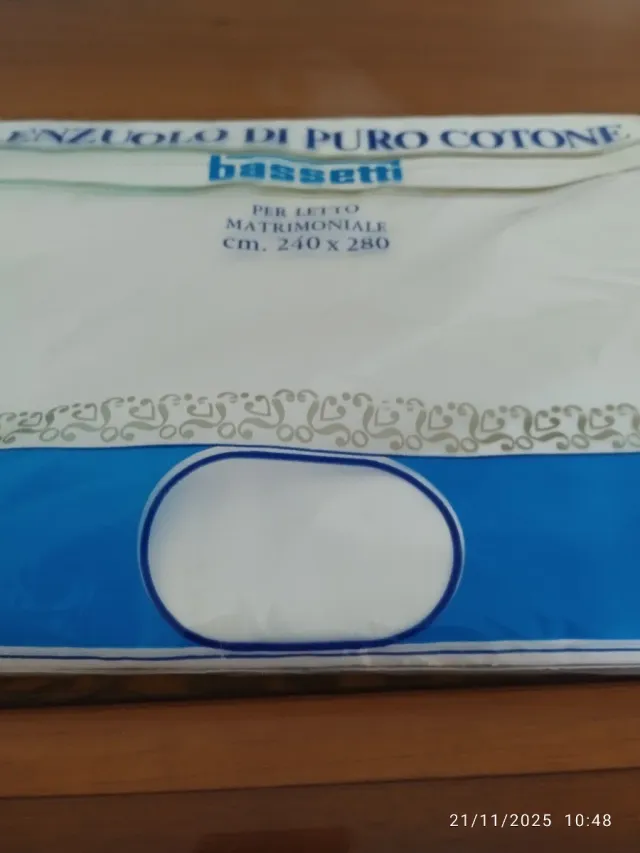 ENZUOLO DI PURO COTONE
bassetti
PER LETTO
MATRIMONIALE
cm. 240 x 280
21/11/2025 10:48